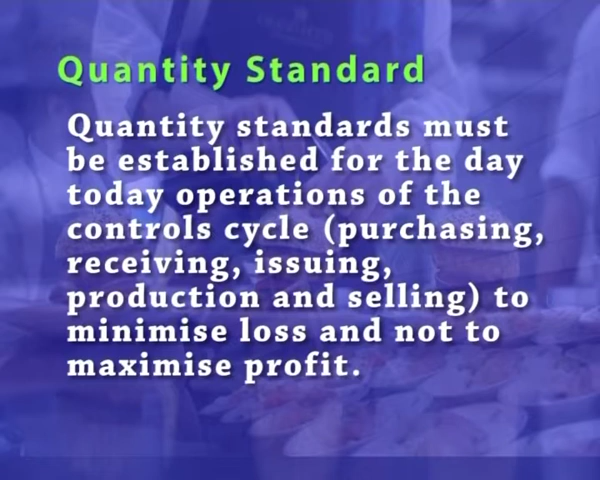 Quantity Standard
Quantity standards must
be established for the day
today operations of the
controls cycle (purchasing,
receiving, issuing,
production and selling) to
minimise loss and not to
maximise profit.